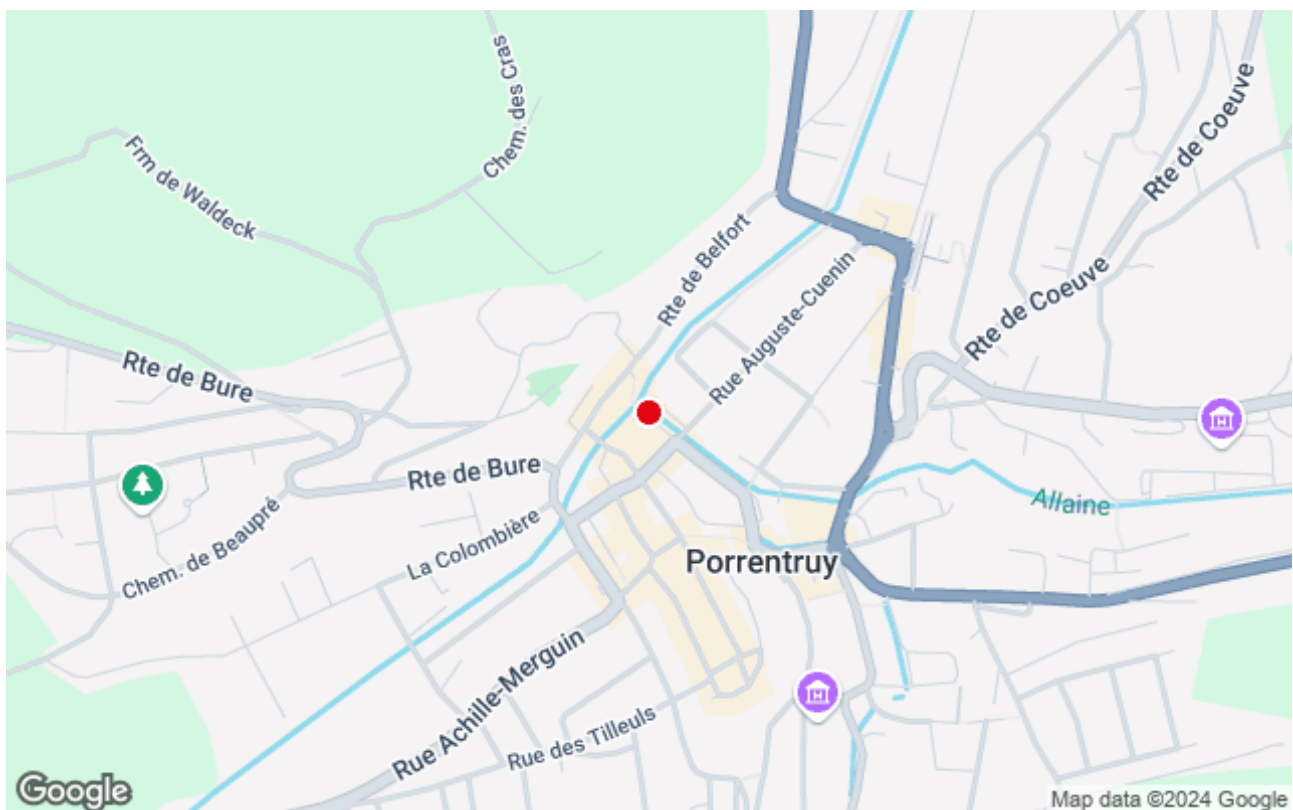 Chem. des Cras
Frm de Waldeck
Rte de Coeuve
Rte de Belfort
Rue Auguste-Cuenin
Rte de Coeuve
Rte de Bure
Rte de Bure
Allaine
Chem. de Beaupré
La Colombière
Porrentruy
Rue Achille-Merguin
Rue des Tilleuls
Google
Map data ©2024 Google